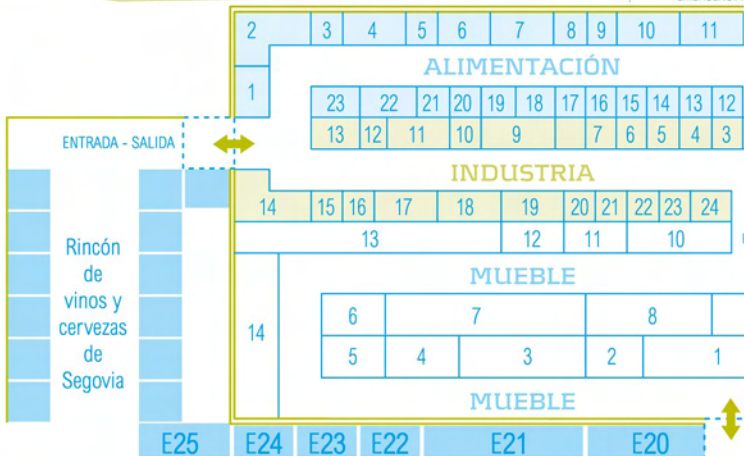 2 3 4 5 6 7 8 9 10 11
ALIMENTACIÓN
1
23 22 21 20 19 18 17 16 15 14 13 12
13 12 11 10 9 7 6 5 4 3
ENTRADA - SALIDA
INDUSTRIA
14 15 16 17 18 19 20 21 22 23 24
13 12 11 10
Rincón
de
vinos y
cervezas
de
Segovia
MUEBLE
14
6 7 8
5 4 3 2 1
MUEBLE
E25 E24 E23 E22 E21 E20